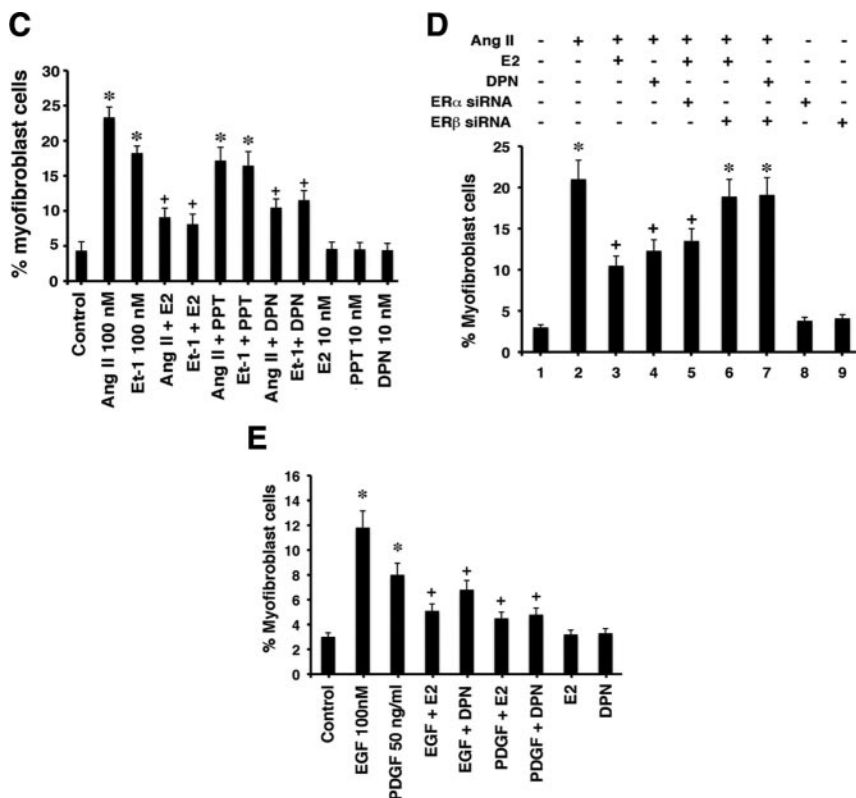 C
% myofibroblast cells
30
25
20
15
10
5
0
* * + + * * + +
Control
Ang II 100 nM
Et-1 100 nM
Ang II + E2
Et-1 + E2
Ang II + PPT
Et-1 + PPT
Ang II + DPN
Et-1+ DPN
E2 10 nM
PPT 10 nM
DPN 10 nM
D
Ang II - + + + + + + - -
E2 - - + - + + - - -
DPN - - - + - - + - -
ERα siRNA - - - - + - - + -
ERβ siRNA - - - - - + + - +
% Myofibroblast cells
25
20
15
10
5
0
* + + + * *
1 2 3 4 5 6 7 8 9
E
% Myofibroblast cells
16
14
12
10
8
6
4
2
0
* * + + + +
Control
EGF 100nM
PDGF 50 ng/ml
EGF + E2
EGF + DPN
PDGF + E2
PDGF + DPN
E2
DPN